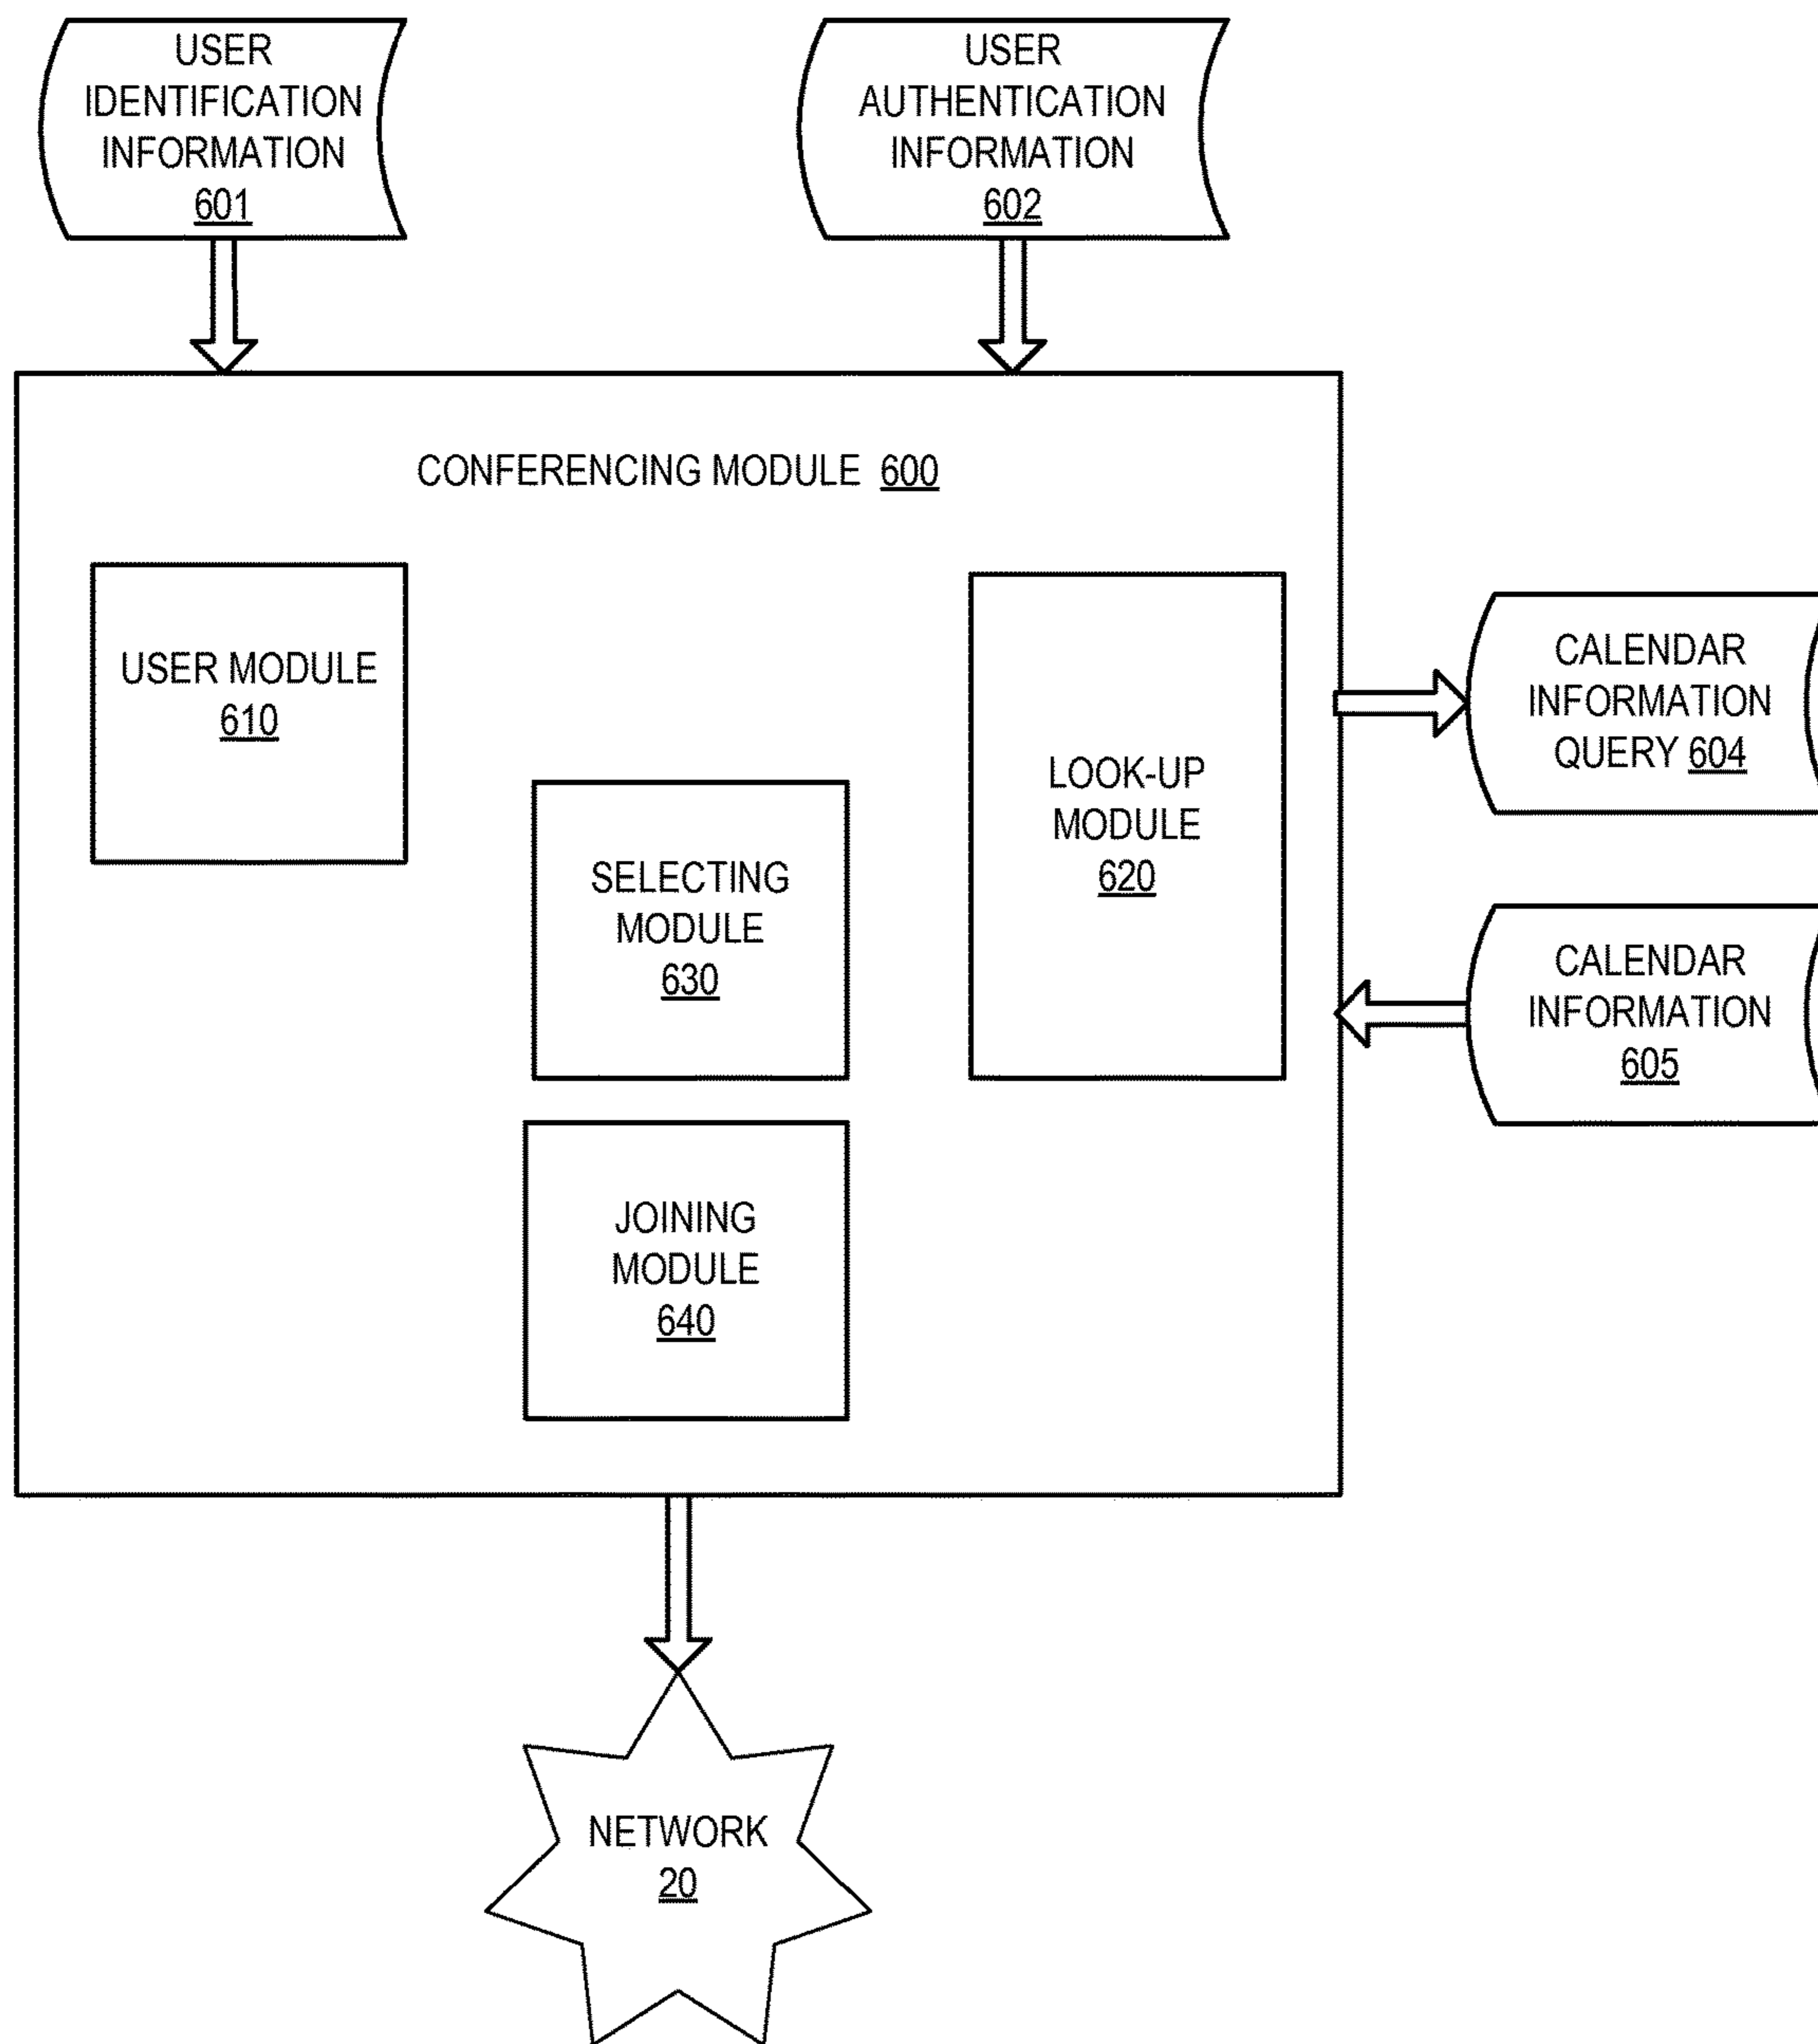 USER
IDENTIFICATION
INFORMATION
601
USER
AUTHENTICATION
INFORMATION
602
CONFERENCING MODULE 600
USER MODULE
610
SELECTING
MODULE
630
LOOK-UP
MODULE
620
JOINING
MODULE
640
CALENDAR
INFORMATION
QUERY 604
CALENDAR
INFORMATION
605
NETWORK
20